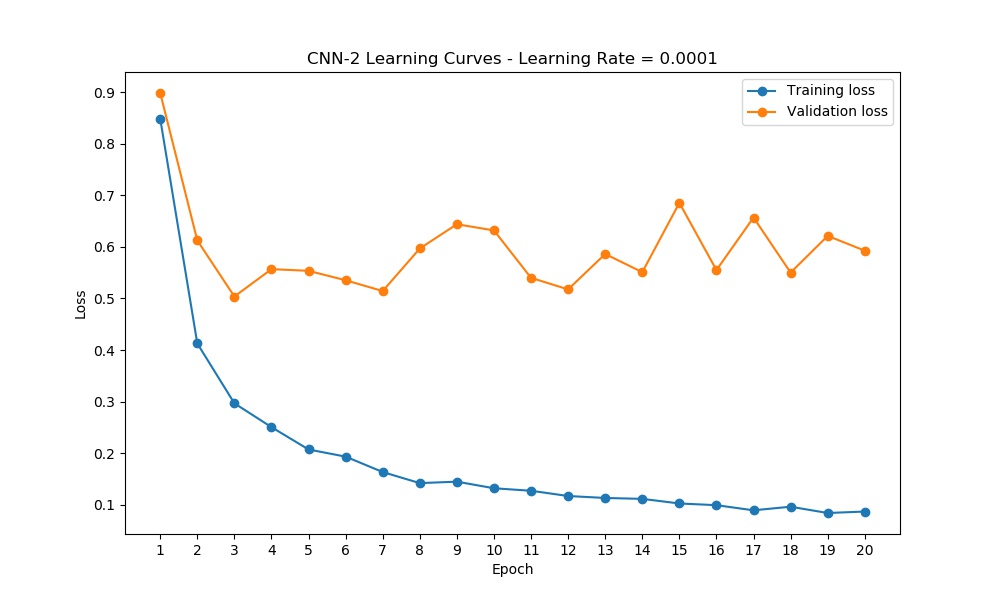 CNN-2 Learning Curves - Learning Rate = 0.0001
Training loss
Validation loss
0.9
0.8
0.7
0.6
0.5
0.4
0.3
0.2
0.1
Loss
1 2 3 4 5 6 7 8 9 10 11 12 13 14 15 16 17 18 19 20
Epoch